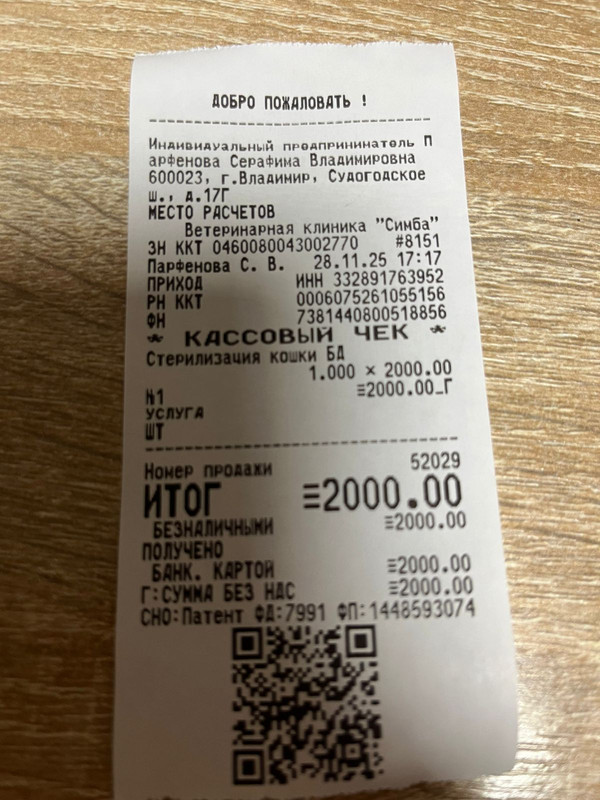 ДОБРО ПОЖАЛОВАТЬ !
Индивидуальный предпрининатель П
арфенова Серафима Владимировна
600023, г.Владимир, Судогодское
ш., д.17Г
МЕСТО РАСЧЕТОВ
Ветеринарная клиника "Симба"
ЗН ККТ 0460080043002770 #8151
Парфенова С. В. 28.11.25 17:17
ПРИХОД ИНН 332891763952
РН ККТ 0006075261055156
ФН 7381440800518856
* КАССОВЫЙ ЧЕК *
Стерилизация кошки БД
1.000 × 2000.00
№1 ≡2000.00_Г
УСЛУГА
ШТ
Номер продажи 52029
ИТОГ ≡2000.00
БЕЗНАЛИЧНЫМИ ≡2000.00
ПОЛУЧЕНО
БАНК. КАРТОЙ ≡2000.00
Г:СУММА БЕЗ НДС ≡2000.00
СНО:Патент ФД:7991 ФП:1448593074